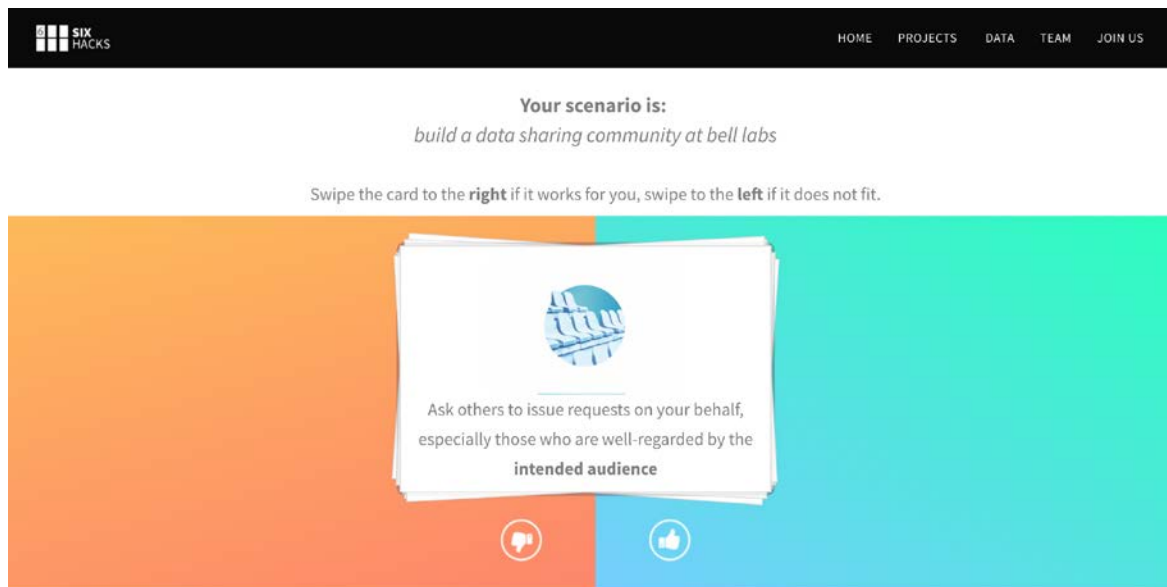 6 SIX
HACKS
HOME PROJECTS DATA TEAM JOIN US
Your scenario is:
build a data sharing community at bell labs
Swipe the card to the right if it works for you, swipe to the left if it does not fit.
Ask others to issue requests on your behalf,
especially those who are well-regarded by the
intended audience